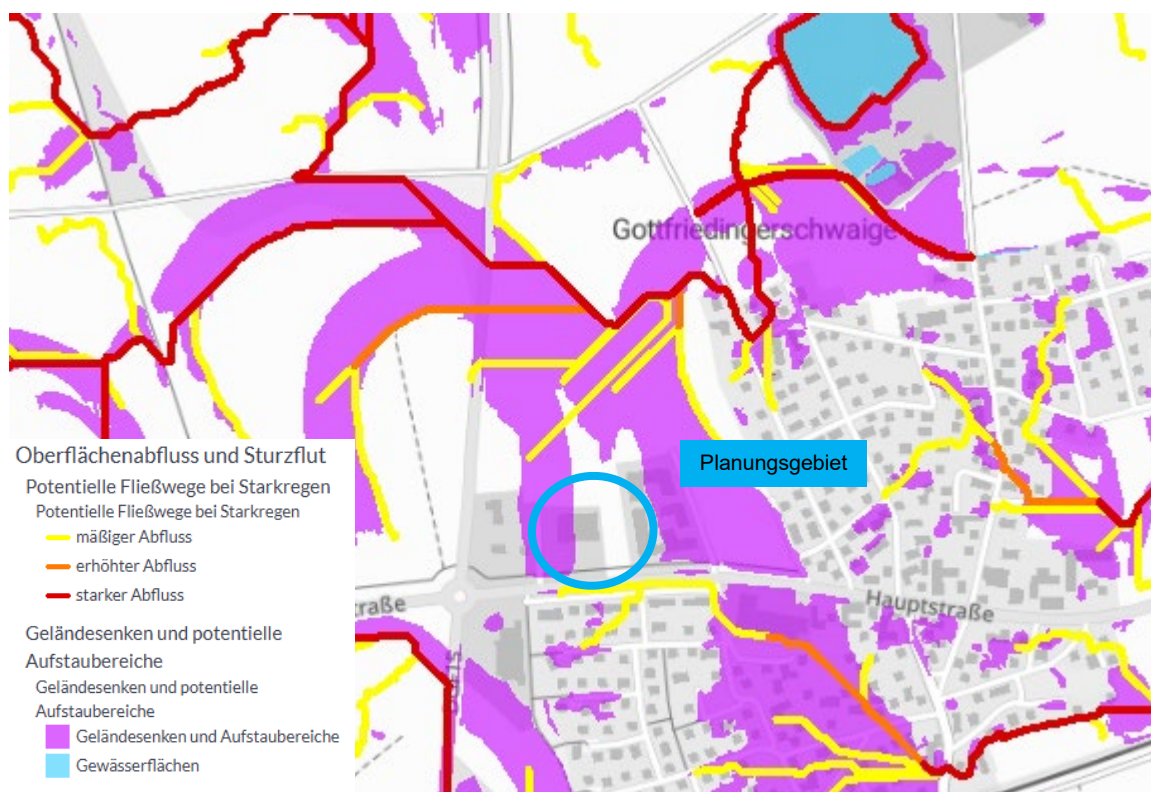 Gottfriedingerschwaige
Planungsgebiet
Hauptstraße
straße
Oberflächenabfluss und Sturzflut
Potentielle Fließwege bei Starkregen
Potentielle Fließwege bei Starkregen
mäßiger Abfluss
erhöhter Abfluss
starker Abfluss
Geländesenken und potentielle
Aufstaubereiche
Geländesenken und potentielle
Aufstaubereiche
Geländesenken und Aufstaubereiche
Gewässerflächen